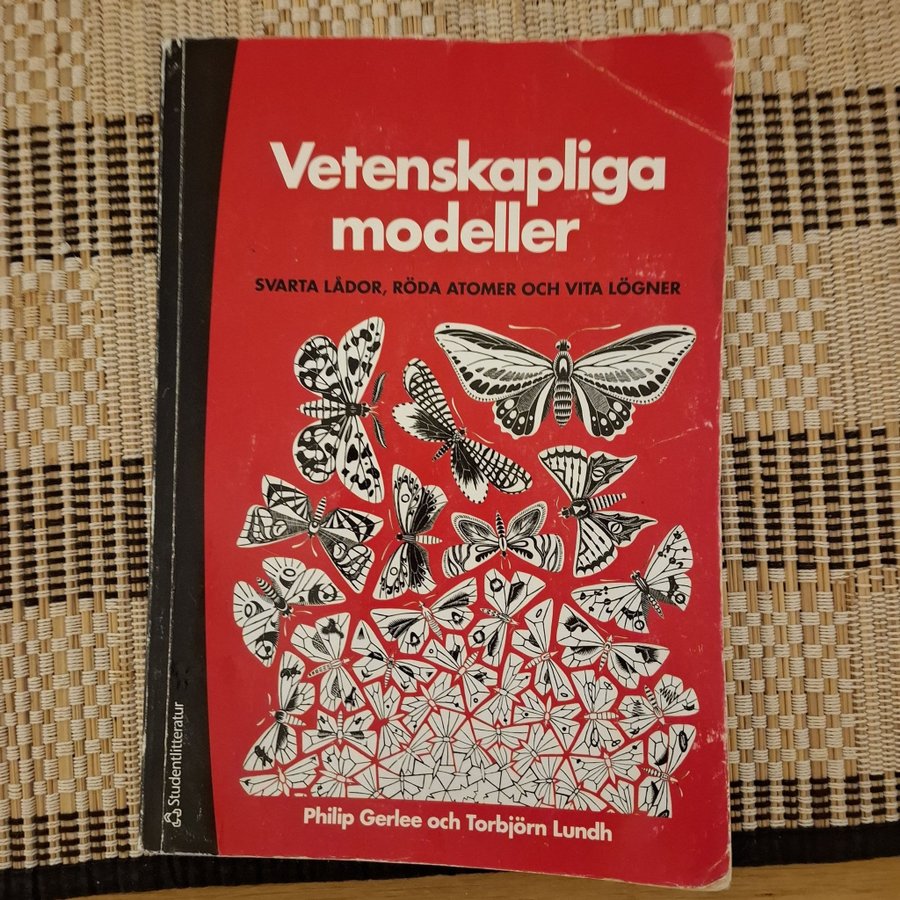 Vetenskapliga
modeller
SVARTA LÅDOR, RÖDA ATOMER OCH VITA LÖGNER
Studentlitteratur
Philip Gerlee och Torbjörn Lundh